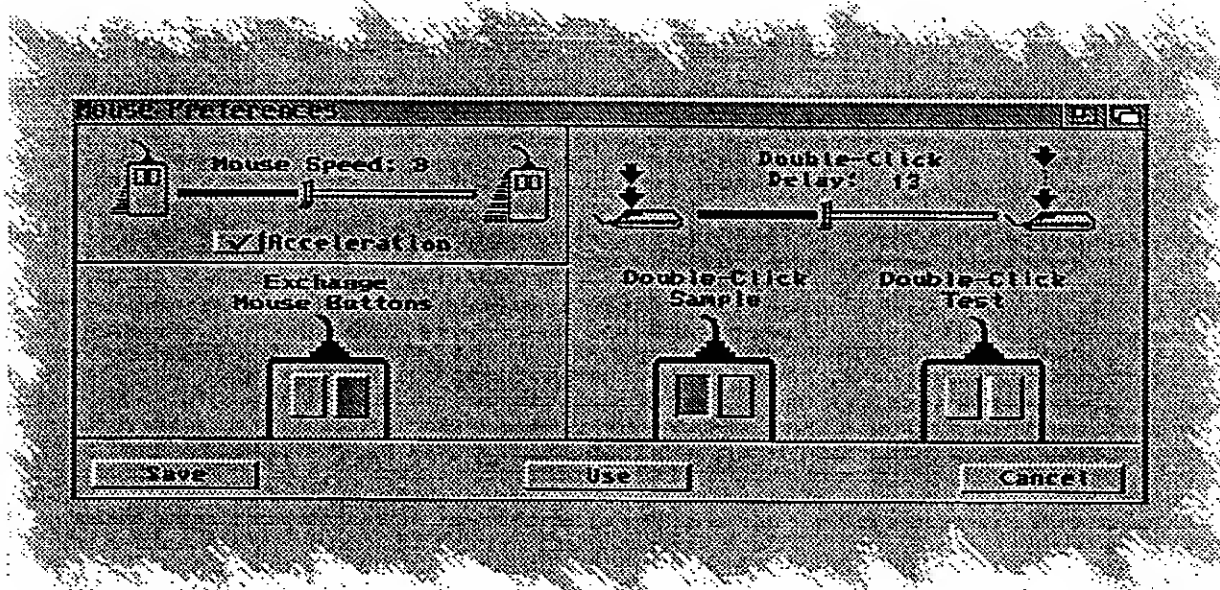 Mouse Preferences
Mouse Speed: 3
Acceleration
Exchange
Mouse Buttons
Double-Click
Delay: 13
Double-Click
Sample
Double-Click
Test
Save
Use
Cancel